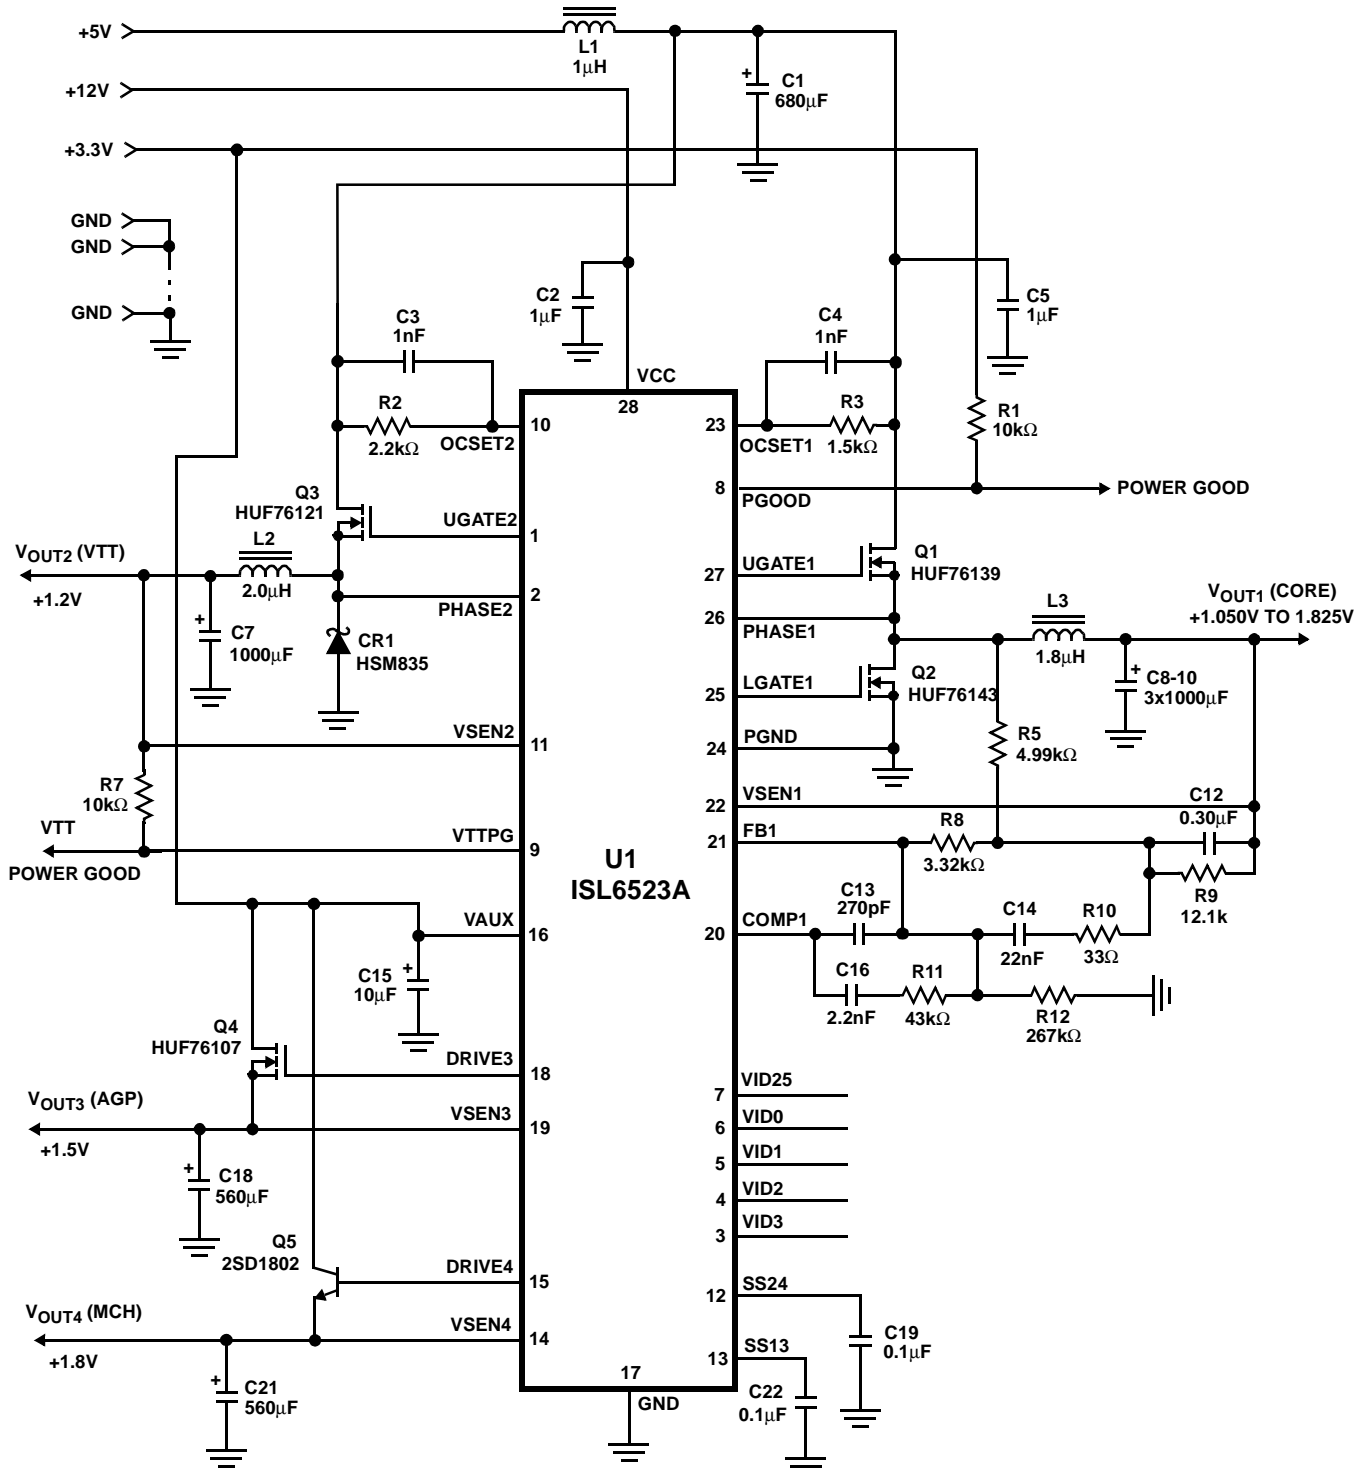 +5V
L1
1μH
C1
680μF
+12V
+3.3V
GND
GND
GND
C2
1μF
C3
1nF
C4
1nF
C5
1μF
VCC
28
R2
2.2kΩ
10
OCSET2
23
OCSET1
R3
1.5kΩ
R1
10kΩ
8
PGOOD
POWER GOOD
Q3
HUF76121
UGATE2
1
27
UGATE1
Q1
HUF76139
VOUT2 (VTT)
+1.2V
L2
2.0μH
2
PHASE2
26
PHASE1
VOUT1 (CORE)
+1.050V TO 1.825V
L3
1.8μH
C7
1000μF
CR1
HSM835
25
LGATE1
Q2
HUF76143
C8-10
3x1000μF
VSEN2
11
24
PGND
R5
4.99kΩ
R7
10kΩ
22
VSEN1
C12
0.30μF
VTT
POWER GOOD
VTTPG
9
21
FB1
R8
3.32kΩ
R9
12.1k
U1
ISL6523A
VAUX
16
20
COMP1
C13
270pF
C14
22nF
R10
33Ω
C15
10μF
C16
2.2nF
R11
43kΩ
R12
267kΩ
Q4
HUF76107
DRIVE3
18
7
VID25
VOUT3 (AGP)
+1.5V
VSEN3
19
6
VID0
5
VID1
4
VID2
3
VID3
C18
560μF
Q5
2SD1802
DRIVE4
15
12
SS24
C19
0.1μF
VOUT4 (MCH)
+1.8V
VSEN4
14
13
SS13
C21
560μF
17
GND
C22
0.1μF